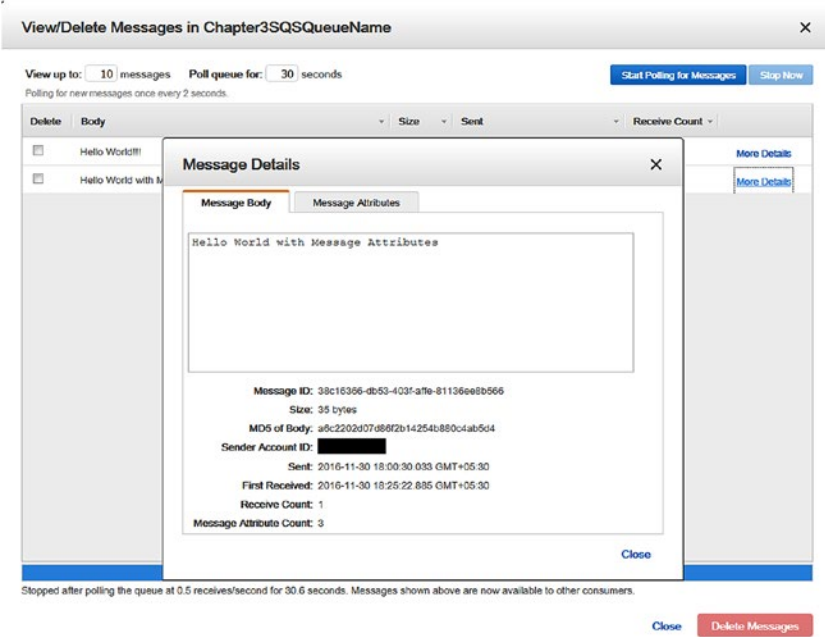 View/Delete Messages in Chapter3SQSQueueName
View up to: 10 messages Poll queue for: 30 seconds
Start Polling for Messages Stop Now
Polling for new messages once every 2 seconds.
Delete Body Size Sent Receive Count
Hello World!!! More Details
Hello World with M More Details
Message Details
Message Body Message Attributes
Hello World with Message Attributes
Message ID: 38c16366-db53-403f-affe-81136ee8b566
Size: 35 bytes
MD5 of Body: a6c2202d07d86f2b14254b880c4ab5d4
Sender Account ID:
Sent: 2016-11-30 18:00:30.033 GMT+05:30
First Received: 2016-11-30 18:25:22.885 GMT+05:30
Receive Count: 1
Message Attribute Count: 3
Close
Stopped after polling the queue at 0.5 receives/second for 30.6 seconds. Messages shown above are now available to other consumers.
Close Delete Messages